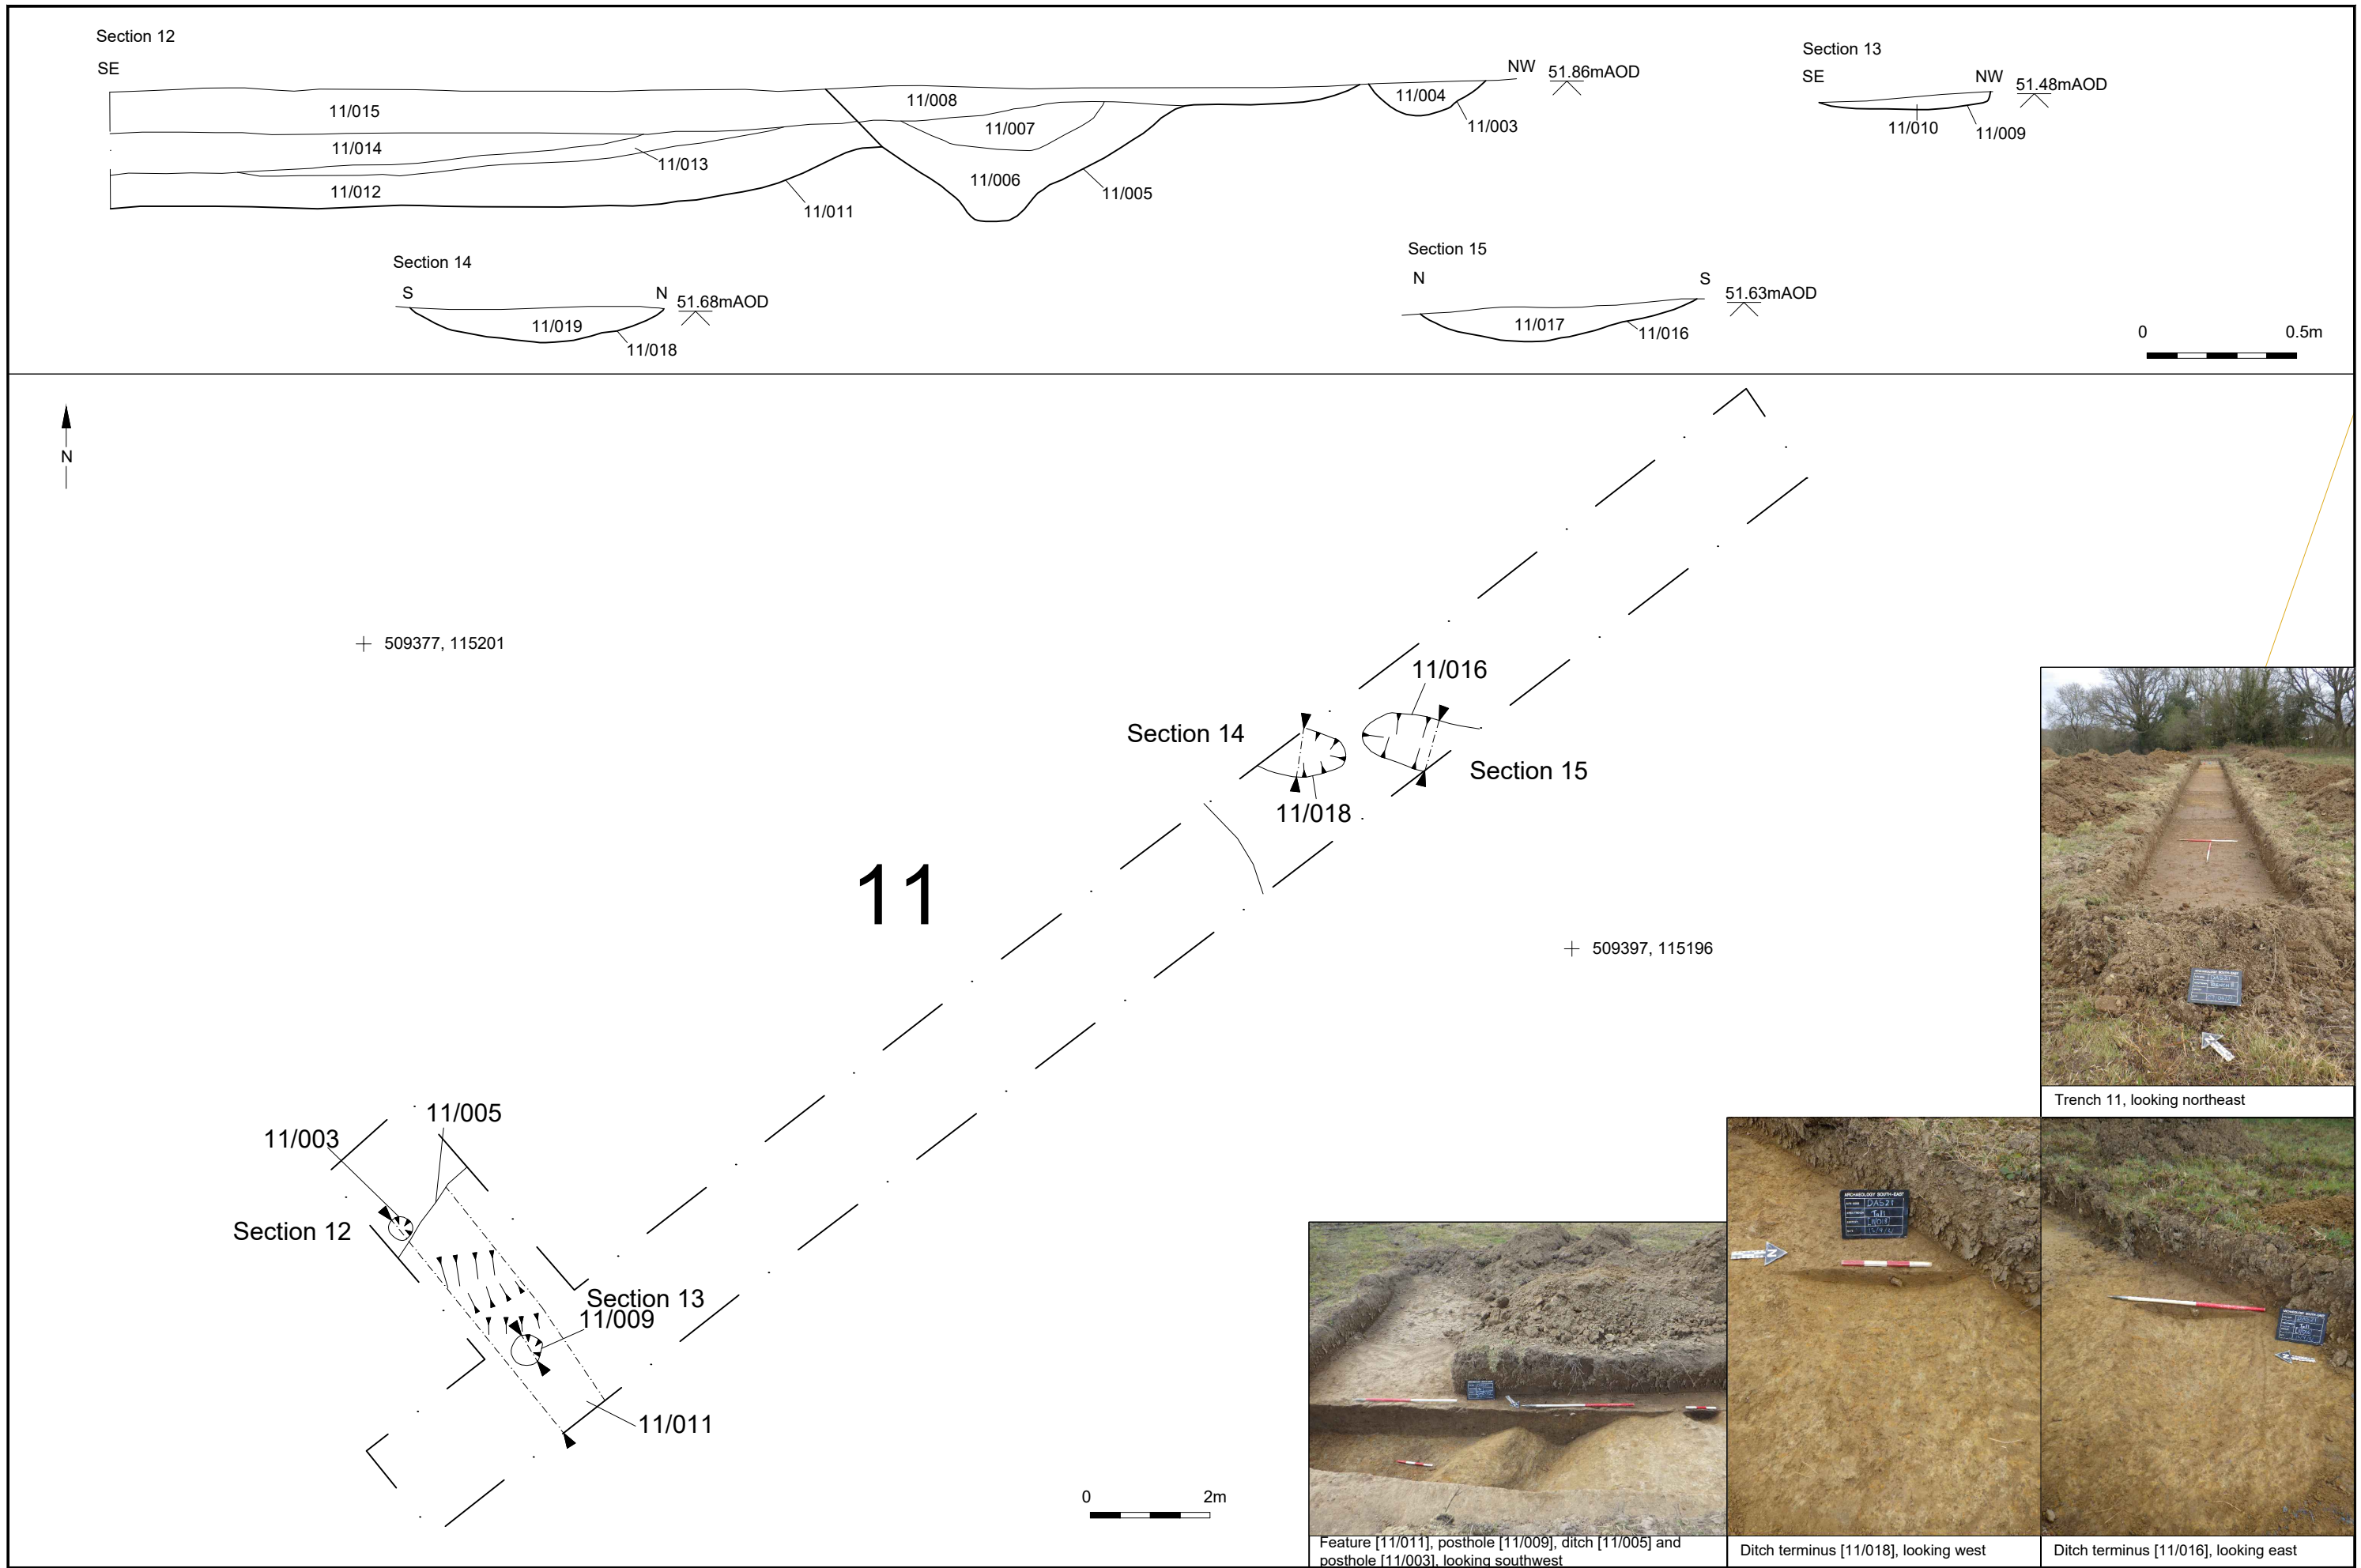 Section 12
SE
NW
51.86mAOD
11/015
11/014
11/013
11/012
11/011
11/008
11/007
11/006
11/005
11/004
11/003
Section 13
SE
NW
51.48mAOD
11/010
11/009
Section 14
S
N
51.68mAOD
11/019
11/018
Section 15
N
S
51.63mAOD
11/017
11/016
0
0.5m
N
509377, 115201
11/016
Section 14
Section 15
11/018
11
509397, 115196
11/005
11/003
Section 12
Section 13
11/009
11/011
0
2m
Trench 11, looking northeast
ARCHAEOLOGY SOUTH-EAST
DAS21
Feature [11/011], posthole [11/009], ditch [11/005] and
posthole [11/003], looking southwest
Ditch terminus [11/018], looking west
Ditch terminus [11/016], looking east